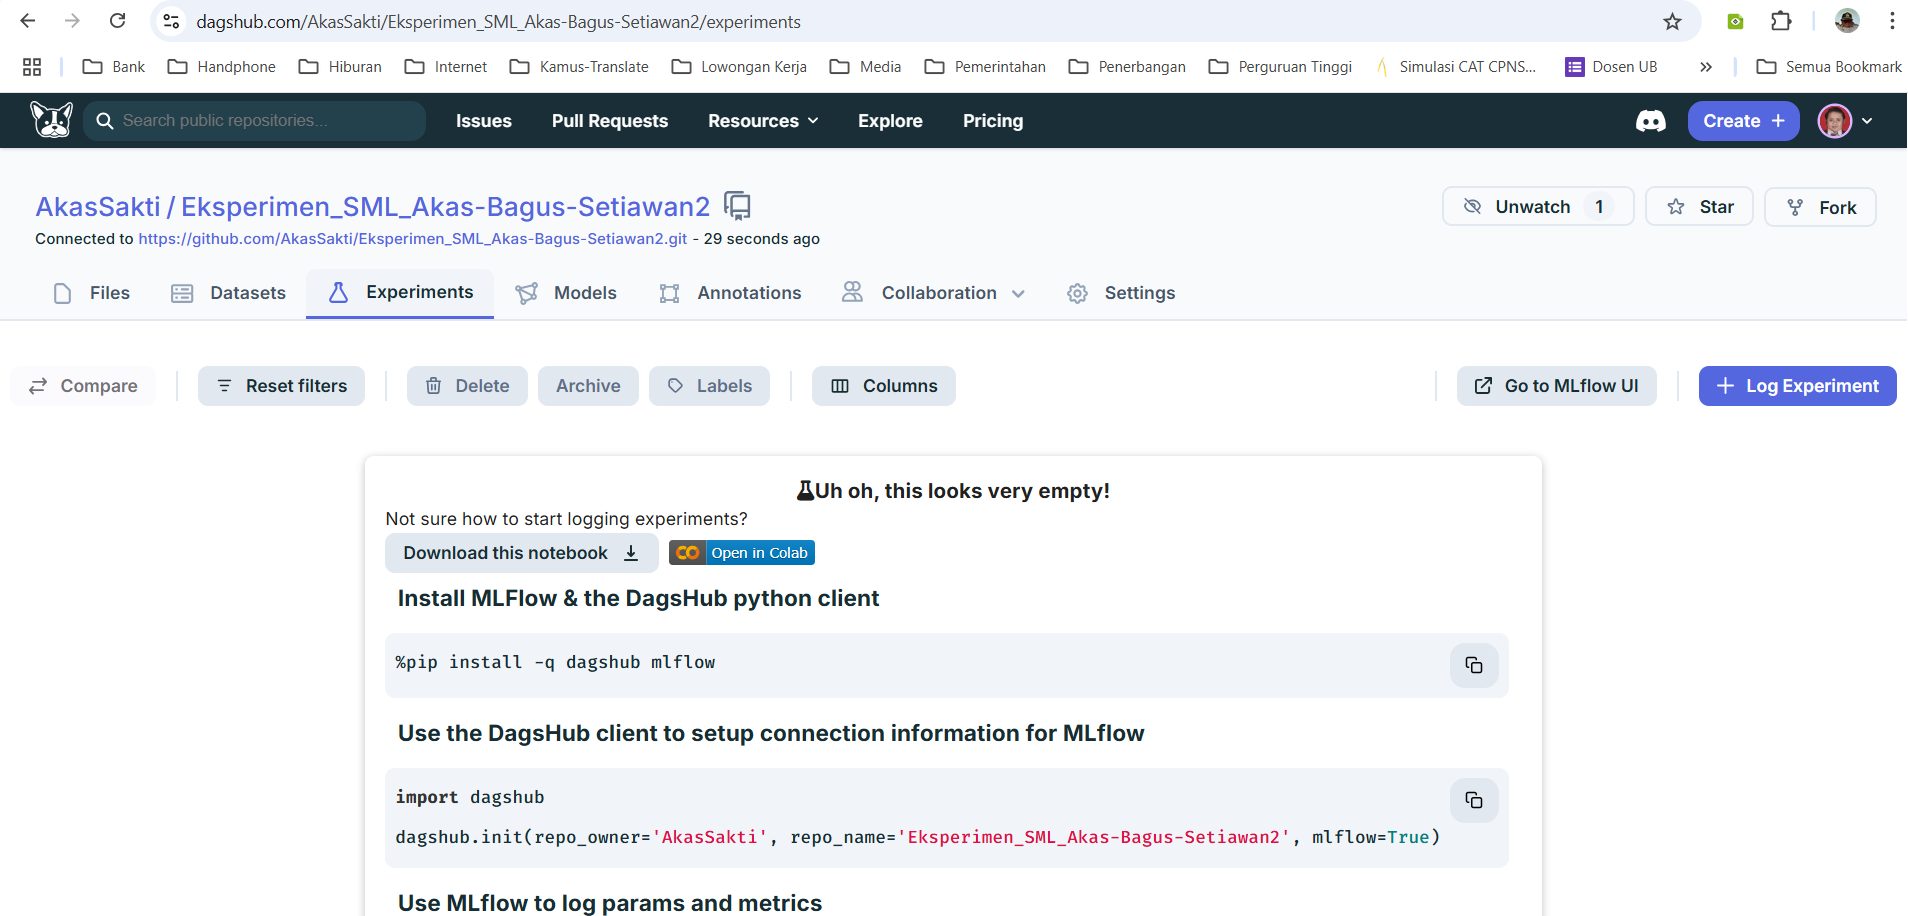 dagshub.com/AkasSakti/Eksperimen_SML_Akas-Bagus-Setiawan2/experiments
Bank Handphone Hiburan Internet Kamus-Translate Lowongan Kerja Media Pemerintahan Penerbangan Perguruan Tinggi Simulasi CAT CPNS... Dosen UB » Semua Bookmark
Search public repositories... Issues Pull Requests Resources Explore Pricing Create +
AkasSakti / Eksperimen_SML_Akas-Bagus-Setiawan2 Unwatch 1 Star Fork
Connected to https://github.com/AkasSakti/Eksperimen_SML_Akas-Bagus-Setiawan2.git - 29 seconds ago
Files Datasets Experiments Models Annotations Collaboration Settings
Compare Reset filters Delete Archive Labels Columns Go to MLflow UI + Log Experiment
Uh oh, this looks very empty!
Not sure how to start logging experiments?
Download this notebook Open in Colab
Install MLFlow & the DagsHub python client
%pip install -q dagshub mlflow
Use the DagsHub client to setup connection information for MLflow
import dagshub
dagshub.init(repo_owner='AkasSakti', repo_name='Eksperimen_SML_Akas-Bagus-Setiawan2', mlflow=True)
Use MLflow to log params and metrics